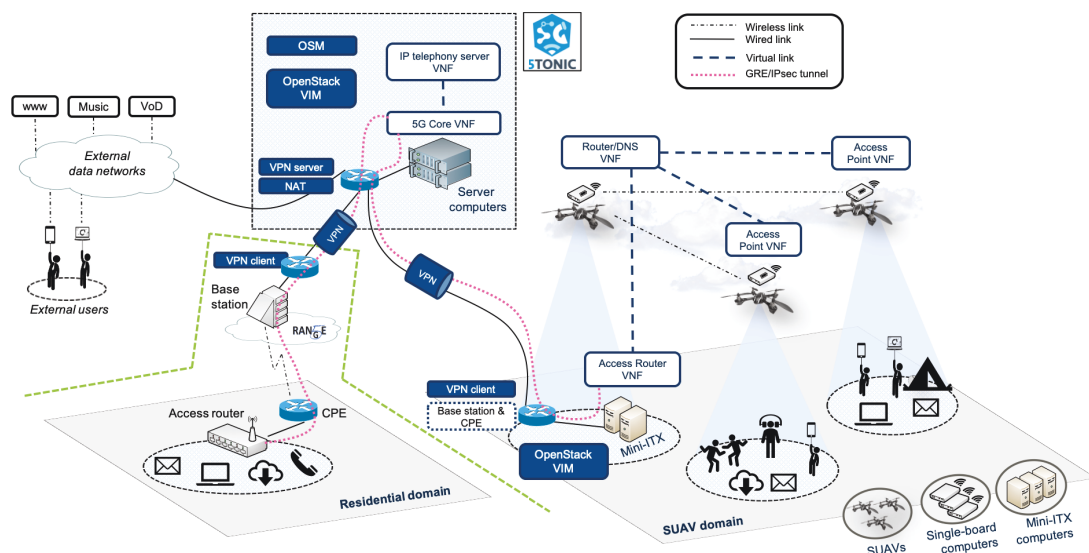 5G
5TONIC
OSM
OpenStack
VIM
IP telephony server
VNF
5G Core VNF
VPN server
NAT
Server
computers
Wireless link
Wired link
Virtual link
GRE/IPsec tunnel
www
Music
VoD
External
data networks
External users
VPN
VPN
VPN client
Base
station
RANGE
5
Router/DNS
VNF
Access
Point VNF
Access
Point VNF
Access Router
VNF
VPN client
Base station &
CPE
Mini-ITX
OpenStack
VIM
Access router
CPE
Residential domain
SUAV domain
SUAVs
Single-board
computers
Mini-ITX
computers